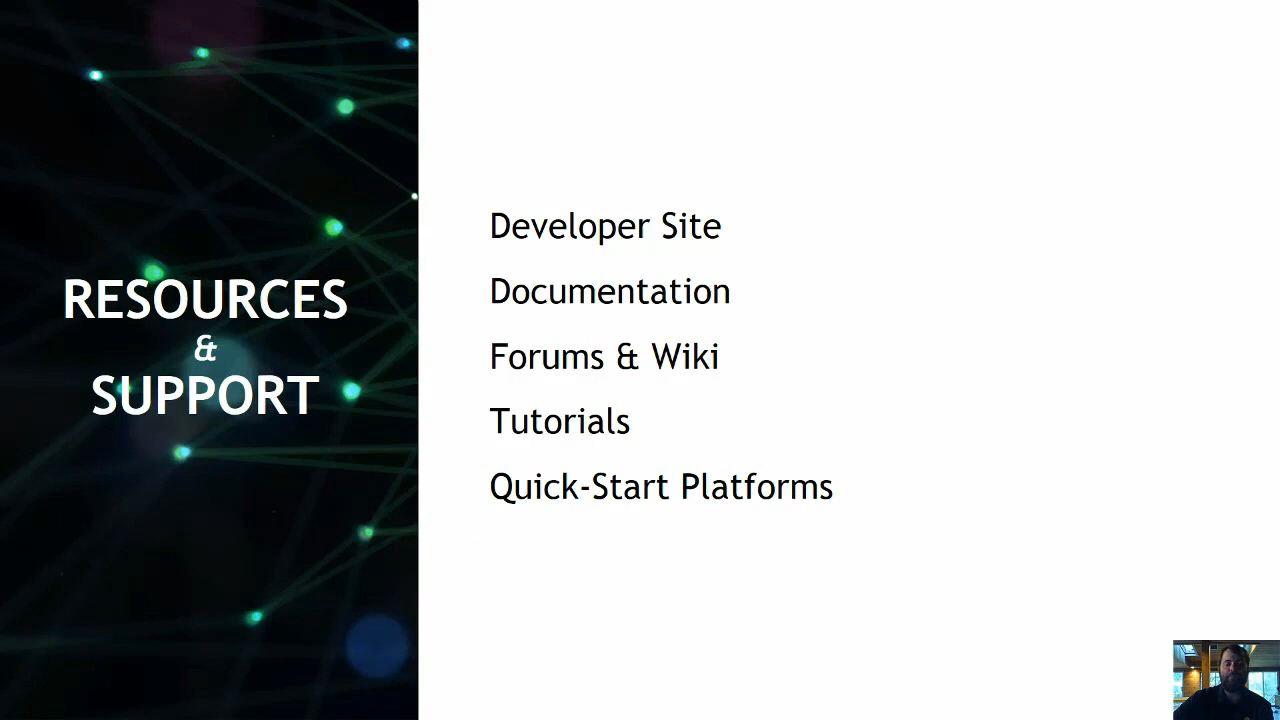 RESOURCES
&
SUPPORT
Developer Site
Documentation
Forums & Wiki
Tutorials
Quick-Start Platforms